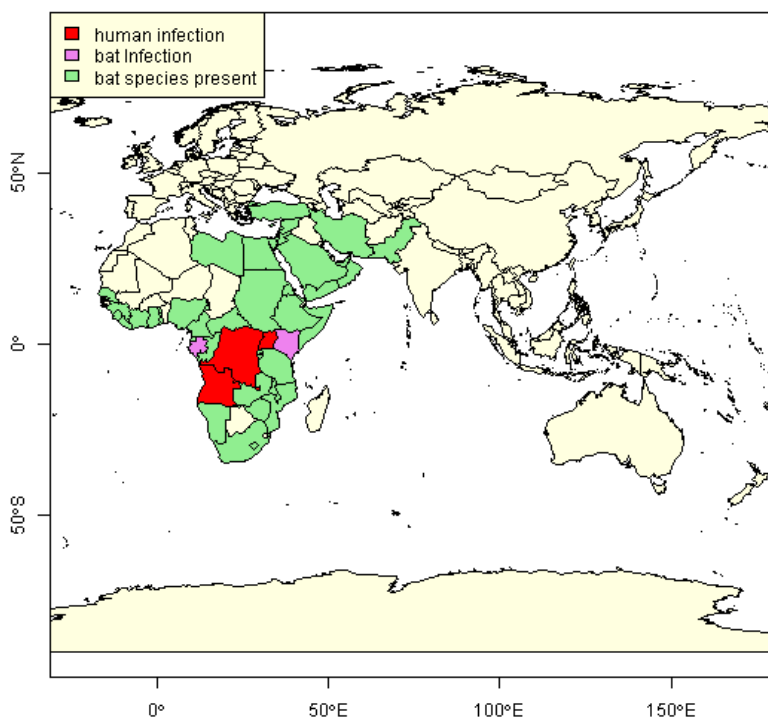 human infection
bat Infection
bat species present
50°N
0°
50°S
0°
50°E
100°E
150°E